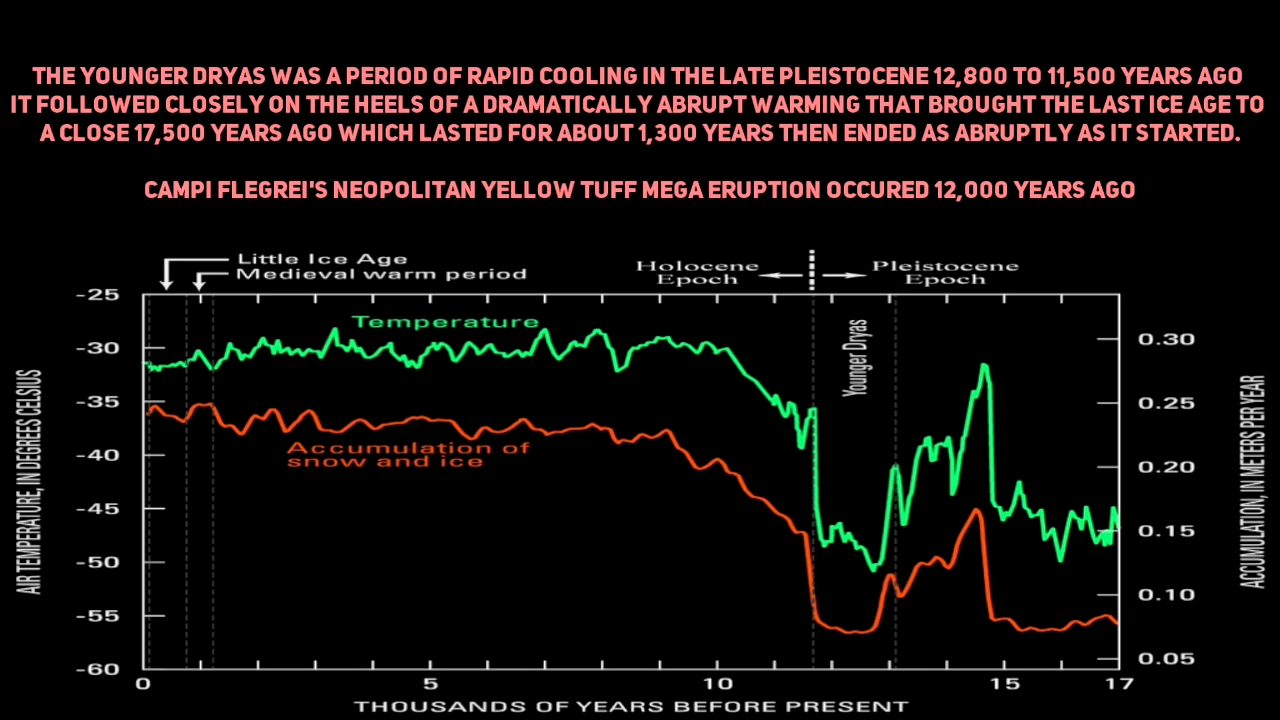 THE YOUNGER DRYAS WAS A PERIOD OF RAPID COOLING IN THE LATE PLEISTOCENE 12,800 TO 11,500 YEARS AGO
IT FOLLOWED CLOSELY ON THE HEELS OF A DRAMATICALLY ABRUPT WARMING THAT BROUGHT THE LAST ICE AGE TO
A CLOSE 17,500 YEARS AGO WHICH LASTED FOR ABOUT 1,300 YEARS THEN ENDED AS ABRUPTLY AS IT STARTED.
CAMPI FLEGREI'S NEOPOLITAN YELLOW TUFF MEGA ERUPTION OCCURED 12,000 YEARS AGO
Little Ice Age
Medieval warm period
Holocene
Epoch
Pleistocene
Epoch
-25
-30
-35
-40
-45
-50
-55
-60
AIR TEMPERATURE, IN DEGREES CELSIUS
Temperature
Accumulation of
snow and ice
Younger Dryas
0.30
0.25
0.20
0.15
0.10
0.05
ACCUMULATION, IN METERS PER YEAR
0 5 10 15 17
THOUSANDS OF YEARS BEFORE PRESENT